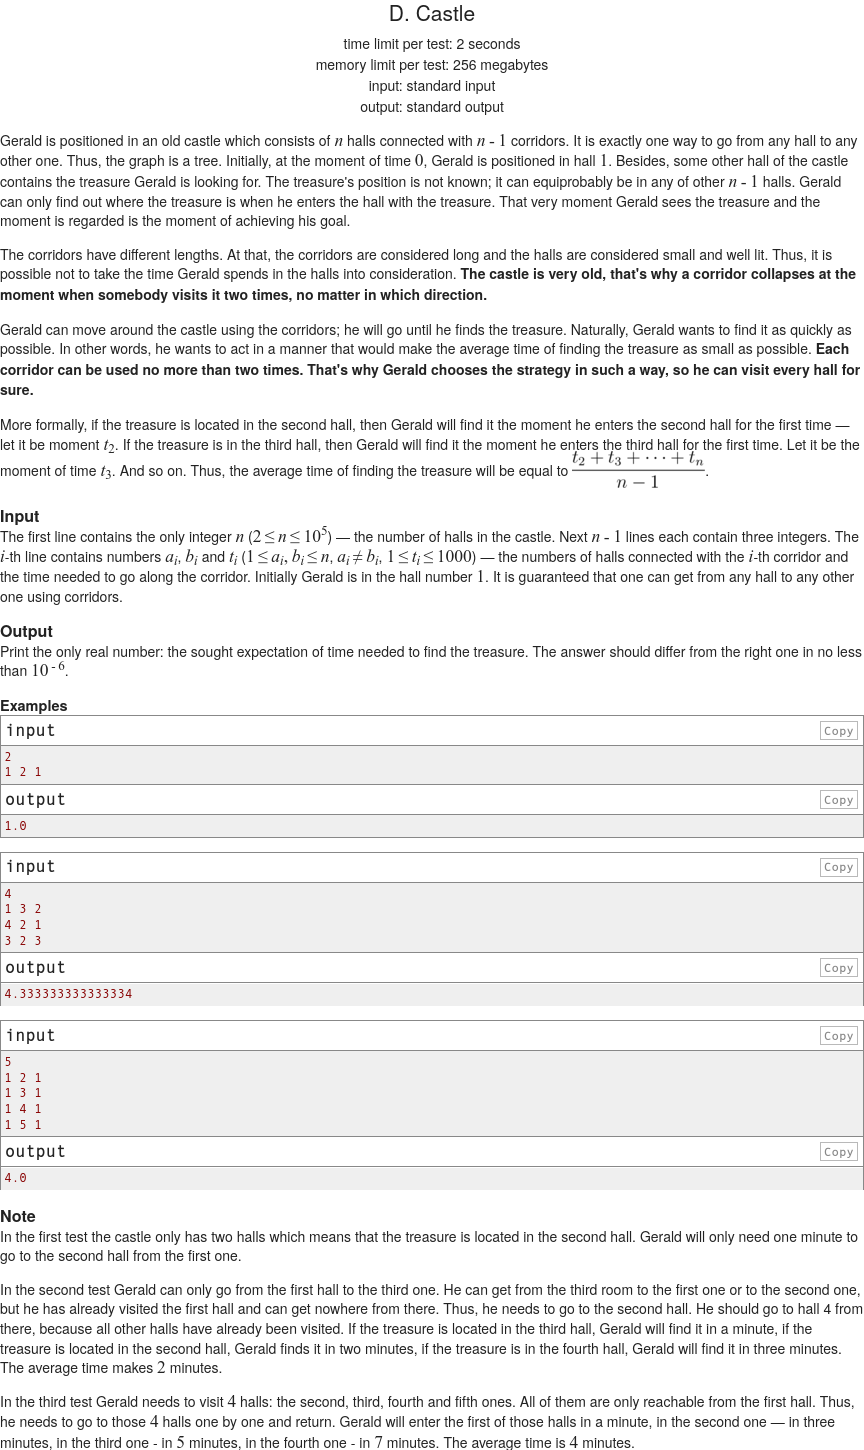 D. Castle
time limit per test: 2 seconds
memory limit per test: 256 megabytes
input: standard input
output: standard output
Gerald is positioned in an old castle which consists of n halls connected with n - 1 corridors. It is exactly one way to go from any hall to any
other one. Thus, the graph is a tree. Initially, at the moment of time 0, Gerald is positioned in hall 1. Besides, some other hall of the castle
contains the treasure Gerald is looking for. The treasure's position is not known; it can equiprobably be in any of other n - 1 halls. Gerald
can only find out where the treasure is when he enters the hall with the treasure. That very moment Gerald sees the treasure and the
moment is regarded is the moment of achieving his goal.
The corridors have different lengths. At that, the corridors are considered long and the halls are considered small and well lit. Thus, it is
possible not to take the time Gerald spends in the halls into consideration. The castle is very old, that's why a corridor collapses at the
moment when somebody visits it two times, no matter in which direction.
Gerald can move around the castle using the corridors; he will go until he finds the treasure. Naturally, Gerald wants to find it as quickly as
possible. In other words, he wants to act in a manner that would make the average time of finding the treasure as small as possible. Each
corridor can be used no more than two times. That's why Gerald chooses the strategy in such a way, so he can visit every hall for
sure.
More formally, if the treasure is located in the second hall, then Gerald will find it the moment he enters the second hall for the first time —
let it be moment t₂. If the treasure is in the third hall, then Gerald will find it the moment he enters the third hall for the first time. Let it be the
moment of time t₃. And so on. Thus, the average time of finding the treasure will be equal to (t₂ + t₃ + ⋯ + tₙ)/(n − 1).
Input
The first line contains the only integer n (2 ≤ n ≤ 10⁵) — the number of halls in the castle. Next n - 1 lines each contain three integers. The
i-th line contains numbers aᵢ, bᵢ and tᵢ (1 ≤ aᵢ, bᵢ ≤ n, aᵢ ≠ bᵢ, 1 ≤ tᵢ ≤ 1000) — the numbers of halls connected with the i-th corridor and
the time needed to go along the corridor. Initially Gerald is in the hall number 1. It is guaranteed that one can get from any hall to any other
one using corridors.
Output
Print the only real number: the sought expectation of time needed to find the treasure. The answer should differ from the right one in no less
than 10⁻⁶.
Examples
input Copy
2
1 2 1
output Copy
1.0
input Copy
4
1 3 2
4 2 1
3 2 3
output Copy
4.333333333333334
input Copy
5
1 2 1
1 3 1
1 4 1
1 5 1
output Copy
4.0
Note
In the first test the castle only has two halls which means that the treasure is located in the second hall. Gerald will only need one minute to
go to the second hall from the first one.
In the second test Gerald can only go from the first hall to the third one. He can get from the third room to the first one or to the second one,
but he has already visited the first hall and can get nowhere from there. Thus, he needs to go to the second hall. He should go to hall 4 from
there, because all other halls have already been visited. If the treasure is located in the third hall, Gerald will find it in a minute, if the
treasure is located in the second hall, Gerald finds it in two minutes, if the treasure is in the fourth hall, Gerald will find it in three minutes.
The average time makes 2 minutes.
In the third test Gerald needs to visit 4 halls: the second, third, fourth and fifth ones. All of them are only reachable from the first hall. Thus,
he needs to go to those 4 halls one by one and return. Gerald will enter the first of those halls in a minute, in the second one — in three
minutes, in the third one - in 5 minutes, in the fourth one - in 7 minutes. The average time is 4 minutes.